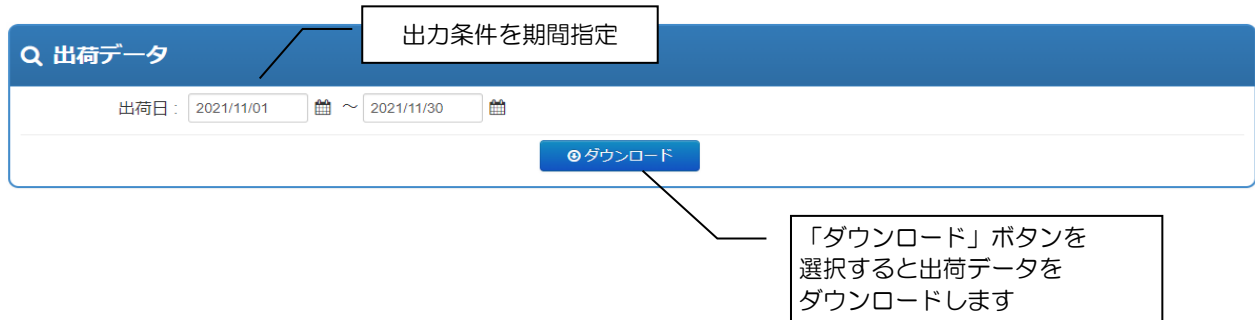 出力条件を期間指定
出荷データ
出荷日 : 2021/11/01 ～ 2021/11/30
ダウンロード
「ダウンロード」ボタンを
選択すると出荷データを
ダウンロードします